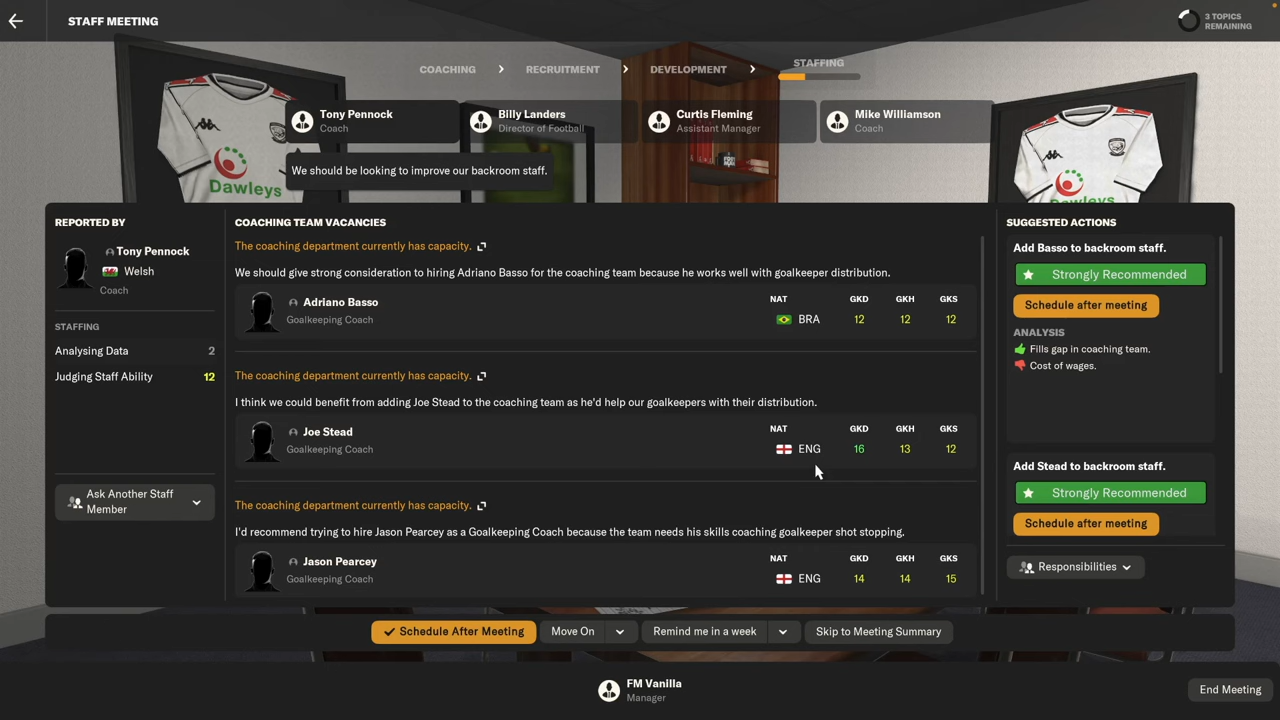 STAFF MEETING
3 TOPICS
REMAINING
COACHING
RECRUITMENT
DEVELOPMENT
STAFFING
Tony Pennock
Coach
Billy Landers
Director of Football
Curtis Fleming
Assistant Manager
Mike Williamson
Coach
We should be looking to improve our backroom staff.
Dawleys
Dawleys
REPORTED BY
Tony Pennock
Welsh
Coach
STAFFING
Analysing Data 2
Judging Staff Ability 12
Ask Another Staff
Member
COACHING TEAM VACANCIES
The coaching department currently has capacity.
We should give strong consideration to hiring Adriano Basso for the coaching team because he works well with goalkeeper distribution.
Adriano Basso
Goalkeeping Coach
NAT GKD GKH GKS
BRA 12 12 12
The coaching department currently has capacity.
I think we could benefit from adding Joe Stead to the coaching team as he'd help our goalkeepers with their distribution.
Joe Stead
Goalkeeping Coach
NAT GKD GKH GKS
ENG 16 13 12
The coaching department currently has capacity.
I'd recommend trying to hire Jason Pearcey as a Goalkeeping Coach because the team needs his skills coaching goalkeeper shot stopping.
Jason Pearcey
Goalkeeping Coach
NAT GKD GKH GKS
ENG 14 14 15
SUGGESTED ACTIONS
Add Basso to backroom staff.
Strongly Recommended
Schedule after meeting
ANALYSIS
Fills gap in coaching team.
Cost of wages.
Add Stead to backroom staff.
Strongly Recommended
Schedule after meeting
Responsibilities
Schedule After Meeting
Move On
Remind me in a week
Skip to Meeting Summary
FM Vanilla
Manager
End Meeting